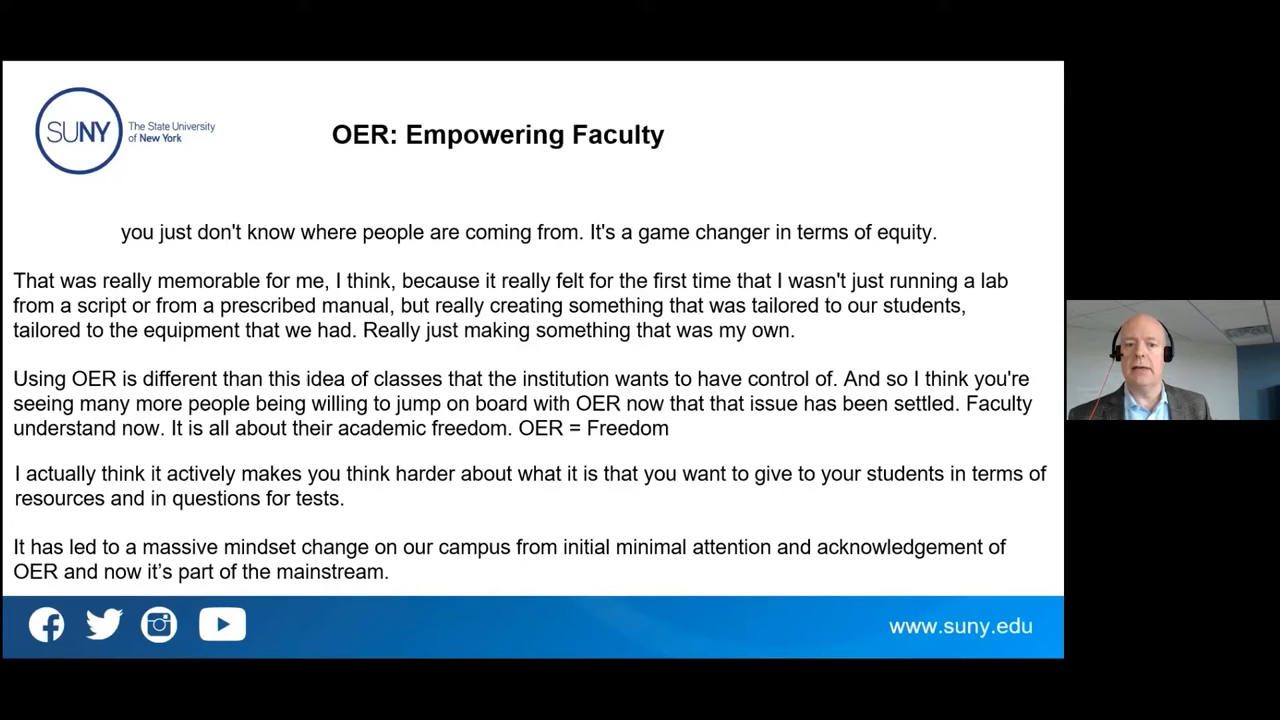 SUNY
The State University
of New York
OER: Empowering Faculty
you just don't know where people are coming from. It's a game changer in terms of equity.
That was really memorable for me, I think, because it really felt for the first time that I wasn't just running a lab
from a script or from a prescribed manual, but really creating something that was tailored to our students,
tailored to the equipment that we had. Really just making something that was my own.
Using OER is different than this idea of classes that the institution wants to have control of. And so I think you're
seeing many more people being willing to jump on board with OER now that that issue has been settled. Faculty
understand now. It is all about their academic freedom. OER = Freedom
I actually think it actively makes you think harder about what it is that you want to give to your students in terms of
resources and in questions for tests.
It has led to a massive mindset change on our campus from initial minimal attention and acknowledgement of
OER and now it’s part of the mainstream.
www.suny.edu